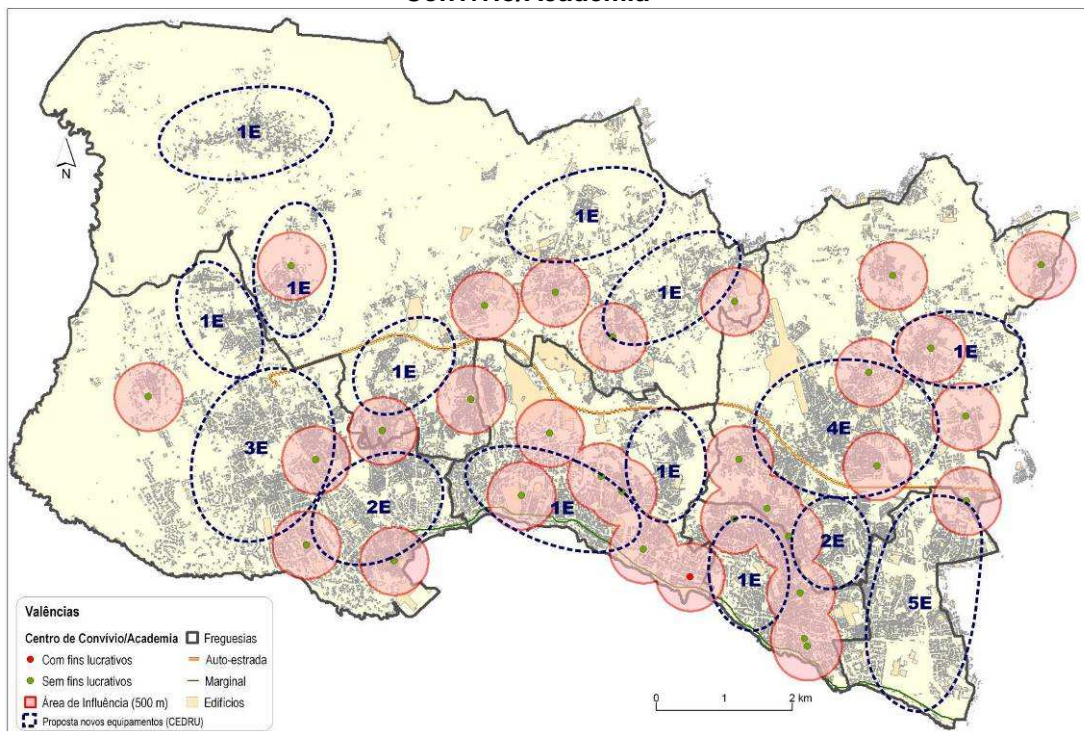 Convívio/Academia
1E
N
1E
1E
1E
1E
1E
1E
3E
4E
2E
1E
1E
2E
1E
5E
Valências
Centro de Convívio/Academia
Com fins lucrativos
Sem fins lucrativos
Área de Influência (500 m)
Proposta novos equipamentos (CEDRU)
Freguesias
Auto-estrada
Marginal
Edifícios
0 1 2 km